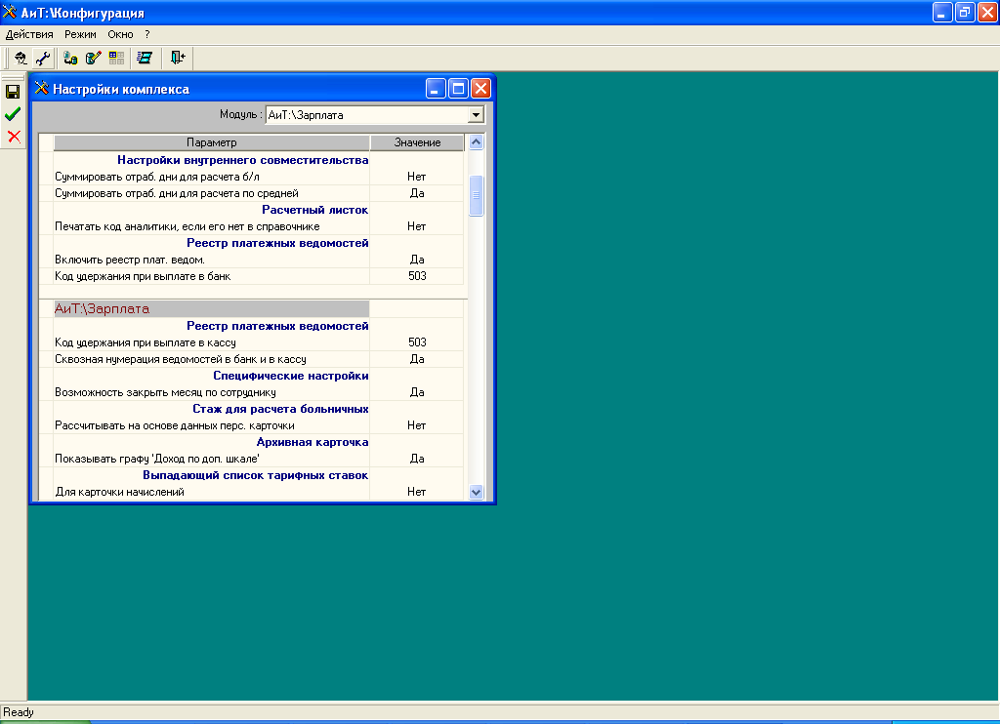 АиТ:\Конфигурация
Действия Режим Окно ?
Настройки комплекса
Модуль : АиТ:\Зарплата
Параметр Значение
Настройки внутреннего совместительства
Суммировать отраб. дни для расчета б/л Нет
Суммировать отраб. дни для расчета по средней Да
Расчетный листок
Печатать код аналитики, если его нет в справочнике Нет
Реестр платежных ведомостей
Включить реестр плат. ведом. Да
Код удержания при выплате в банк 503
АиТ:\Зарплата
Реестр платежных ведомостей
Код удержания при выплате в кассу 503
Сквозная нумерация ведомостей в банк и в кассу Да
Специфические настройки
Возможность закрыть месяц по сотруднику Да
Стаж для расчета больничных
Рассчитывать на основе данных перс. карточки Нет
Архивная карточка
Показывать графу 'Доход по доп. шкале' Да
Выпадающий список тарифных ставок
Для карточки начислений Нет
Ready